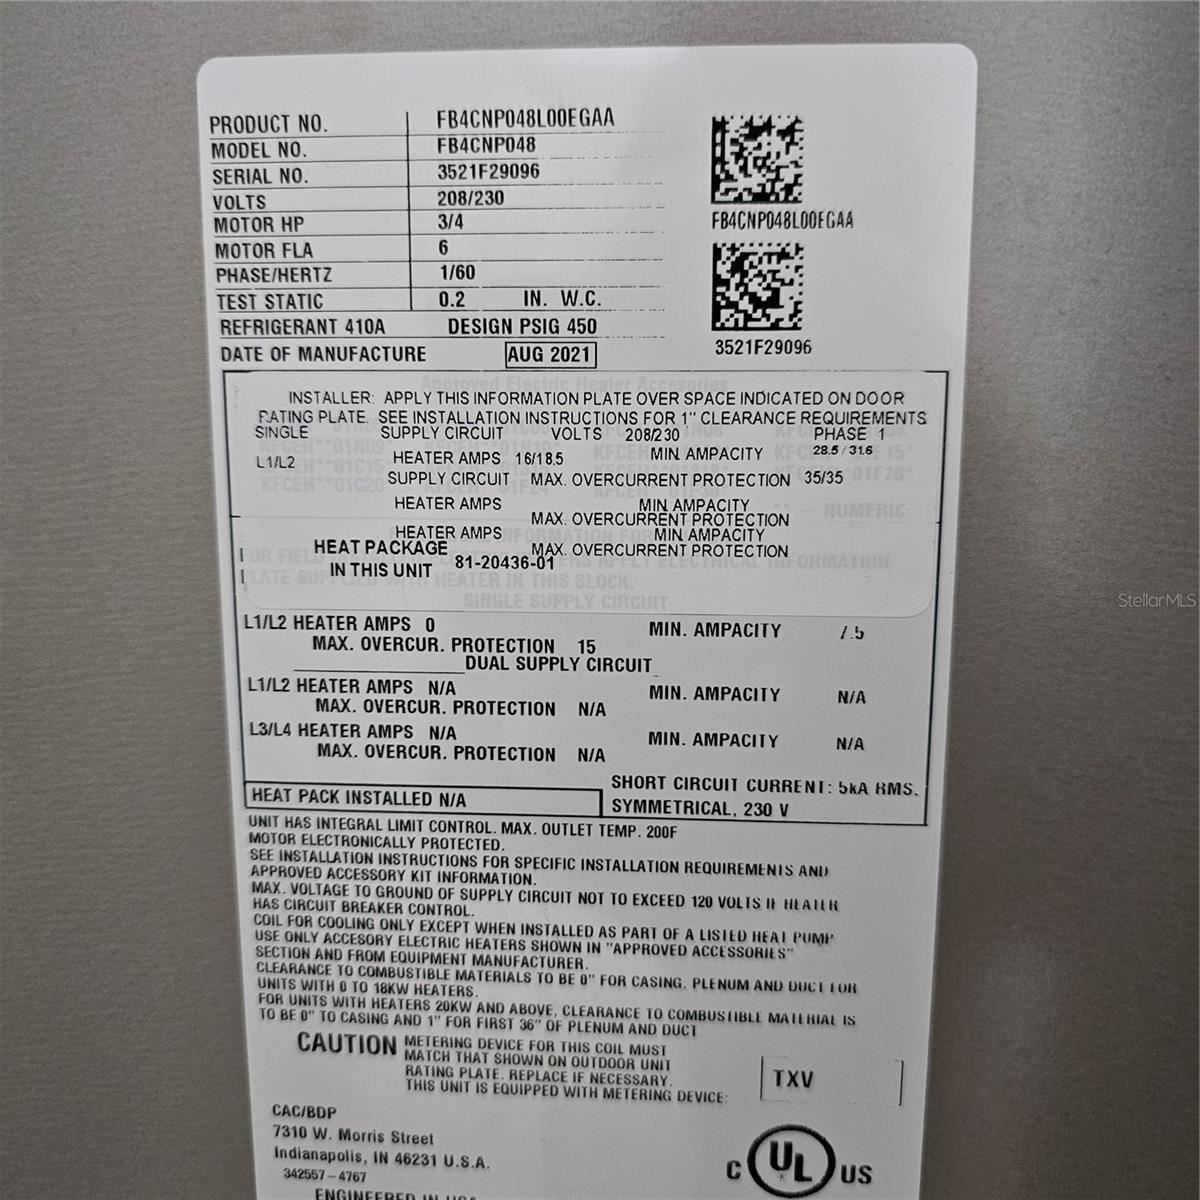 PRODUCT NO. FB4CNP048L00EGAA
MODEL NO. FB4CNP048
SERIAL NO. 3521F29096
VOLTS 208/230
MOTOR HP 3/4
MOTOR FLA 6
PHASE/HERTZ 1/60
TEST STATIC 0.2 IN. W.C.
REFRIGERANT 410A DESIGN PSIG 450
DATE OF MANUFACTURE AUG 2021
FB4CNP048L00EGAA
3521F29096
Approved Electric Heater Accesories
INSTALLER: APPLY THIS INFORMATION PLATE OVER SPACE INDICATED ON DOOR
RATING PLATE. SEE INSTALLATION INSTRUCTIONS FOR 1" CLEARANCE REQUIREMENTS
SINGLE SUPPLY CIRCUIT VOLTS 208/230 PHASE 1
L1/L2 HEATER AMPS 16/18.5 MIN. AMPACITY 28.5 / 31.6
SUPPLY CIRCUIT MAX. OVERCURRENT PROTECTION 35/35
HEATER AMPS MIN. AMPACITY
MAX. OVERCURRENT PROTECTION
HEATER AMPS MIN. AMPACITY
HEAT PACKAGE MAX. OVERCURRENT PROTECTION
IN THIS UNIT 81-20436-01
NUMERIC
HEATER IN THIS BLOCK.
SINGLE SUPPLY CIRCUIT
L1/L2 HEATER AMPS 0 MIN. AMPACITY 7.5
MAX. OVERCUR. PROTECTION 15
DUAL SUPPLY CIRCUIT
L1/L2 HEATER AMPS N/A MIN. AMPACITY N/A
MAX. OVERCUR. PROTECTION N/A
L3/L4 HEATER AMPS N/A MIN. AMPACITY N/A
MAX. OVERCUR. PROTECTION N/A
SHORT CIRCUIT CURRENT: 5kA RMS.
HEAT PACK INSTALLED N/A SYMMETRICAL, 230 V
UNIT HAS INTEGRAL LIMIT CONTROL. MAX. OUTLET TEMP. 200F
MOTOR ELECTRONICALLY PROTECTED.
SEE INSTALLATION INSTRUCTIONS FOR SPECIFIC INSTALLATION REQUIREMENTS AND
APPROVED ACCESSORY KIT INFORMATION.
MAX. VOLTAGE TO GROUND OF SUPPLY CIRCUIT NOT TO EXCEED 120 VOLTS IF HEATER
HAS CIRCUIT BREAKER CONTROL.
COIL FOR COOLING ONLY EXCEPT WHEN INSTALLED AS PART OF A LISTED HEAT PUMP
USE ONLY ACCESORY ELECTRIC HEATERS SHOWN IN "APPROVED ACCESSORIES"
SECTION AND FROM EQUIPMENT MANUFACTURER.
CLEARANCE TO COMBUSTIBLE MATERIALS TO BE 0" FOR CASING. PLENUM AND DUCT FOR
UNITS WITH 0 TO 18KW HEATERS.
FOR UNITS WITH HEATERS 20KW AND ABOVE, CLEARANCE TO COMBUSTIBLE MATERIAL IS
TO BE 0" TO CASING AND 1" FOR FIRST 36" OF PLENUM AND DUCT
CAUTION METERING DEVICE FOR THIS COIL MUST
MATCH THAT SHOWN ON OUTDOOR UNIT
RATING PLATE. REPLACE IF NECESSARY.
THIS UNIT IS EQUIPPED WITH METERING DEVICE: TXV
CAC/BDP
7310 W. Morris Street
Indianapolis, IN 46231 U.S.A.
342557-4767
ENGINEERED IN USA
C UL US
StellarMLS